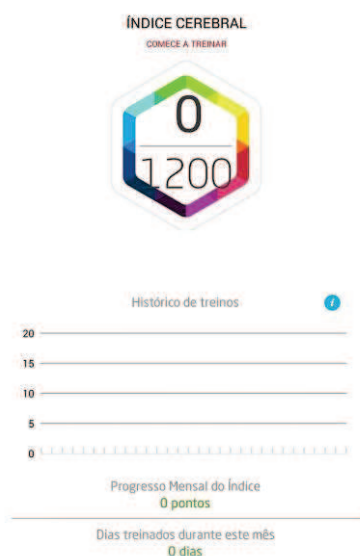 ÍNDICE CEREBRAL
COMECE A TREINAR
0
1200
Histórico de treinos
i
20
15
10
5
0
Progresso Mensal do Índice
0 pontos
Dias treinados durante este mês
0 dias